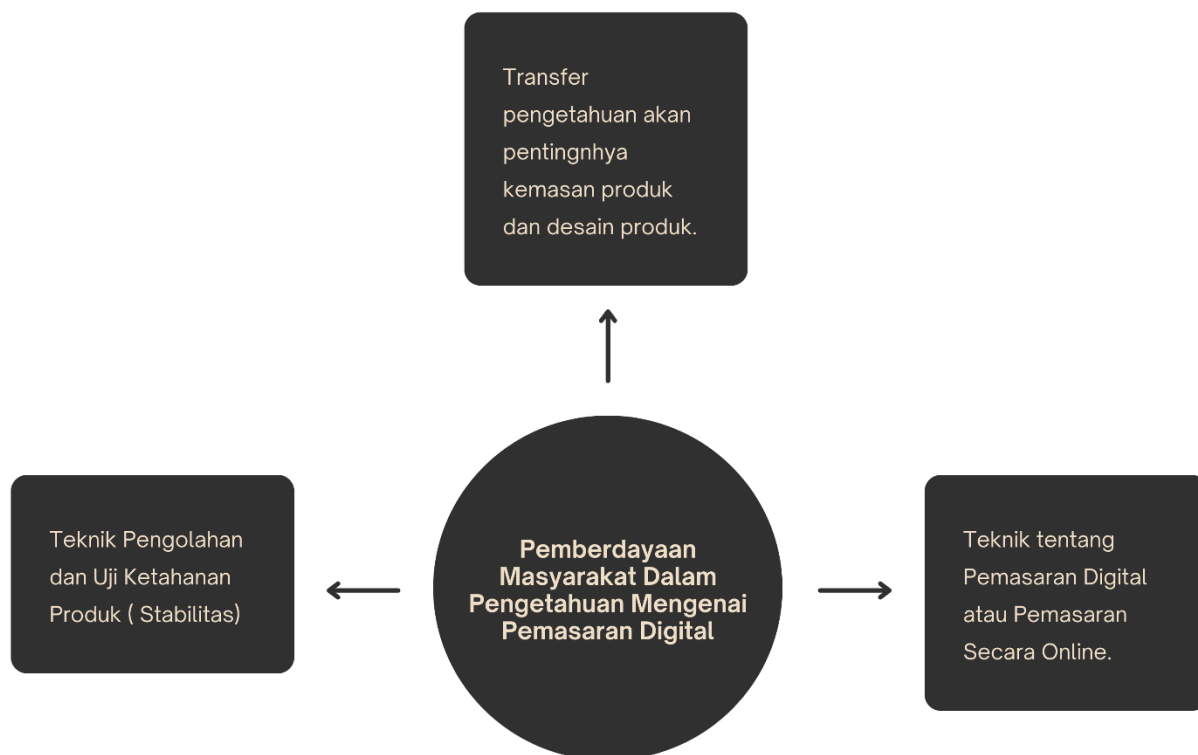 Transfer
pengetahuan akan
pentingnhya
kemasan produk
dan desain produk.
Teknik Pengolahan
dan Uji Ketahanan
Produk ( Stabilitas)
Pemberdayaan
Masyarakat Dalam
Pengetahuan Mengenai
Pemasaran Digital
Teknik tentang
Pemasaran Digital
atau Pemasaran
Secara Online.